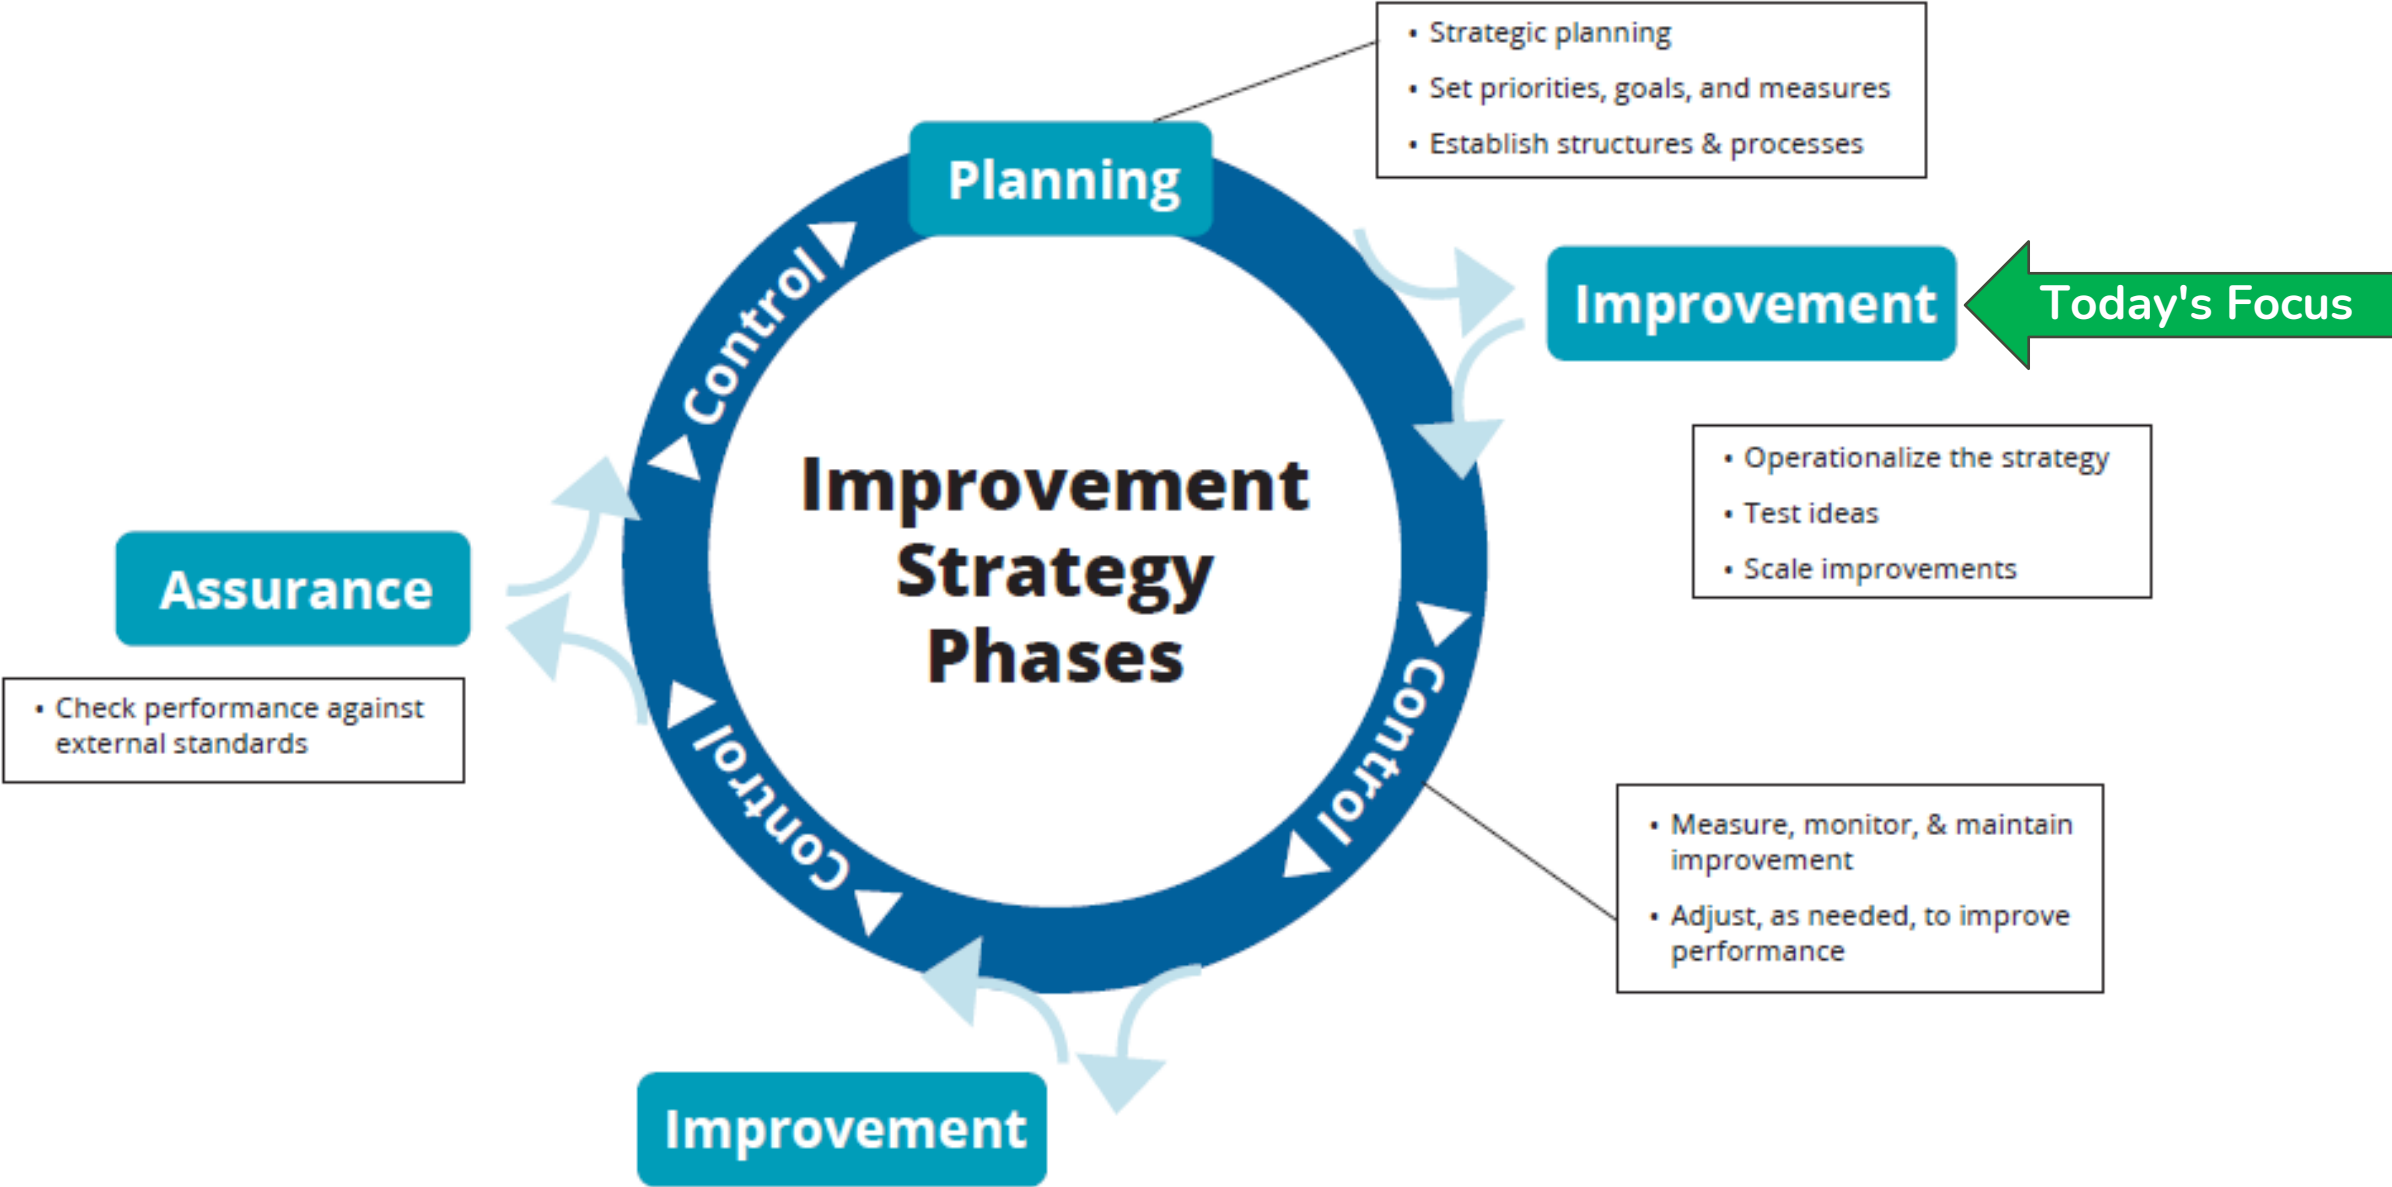 • Strategic planning
• Set priorities, goals, and measures
• Establish structures & processes
Planning
Improvement
Today's Focus
• Operationalize the strategy
• Test ideas
• Scale improvements
Control
Improvement
Strategy
Phases
Assurance
• Check performance against
external standards
Control
Control
• Measure, monitor, & maintain
improvement
• Adjust, as needed, to improve
performance
Improvement